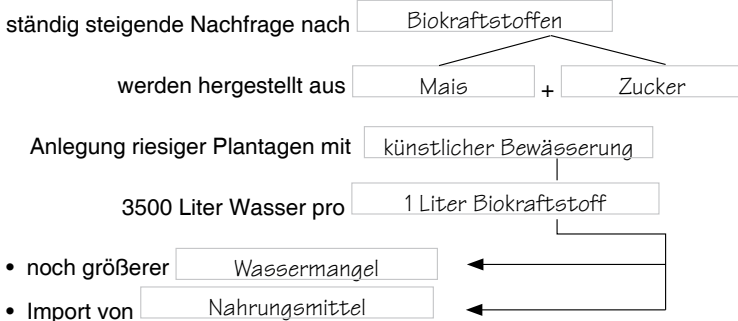 ständig steigende Nachfrage nach Biokraftstoffen
werden hergestellt aus Mais + Zucker
Anlegung riesiger Plantagen mit künstlicher Bewässerung
3500 Liter Wasser pro 1 Liter Biokraftstoff
• noch größerer Wassermangel
• Import von Nahrungsmittel